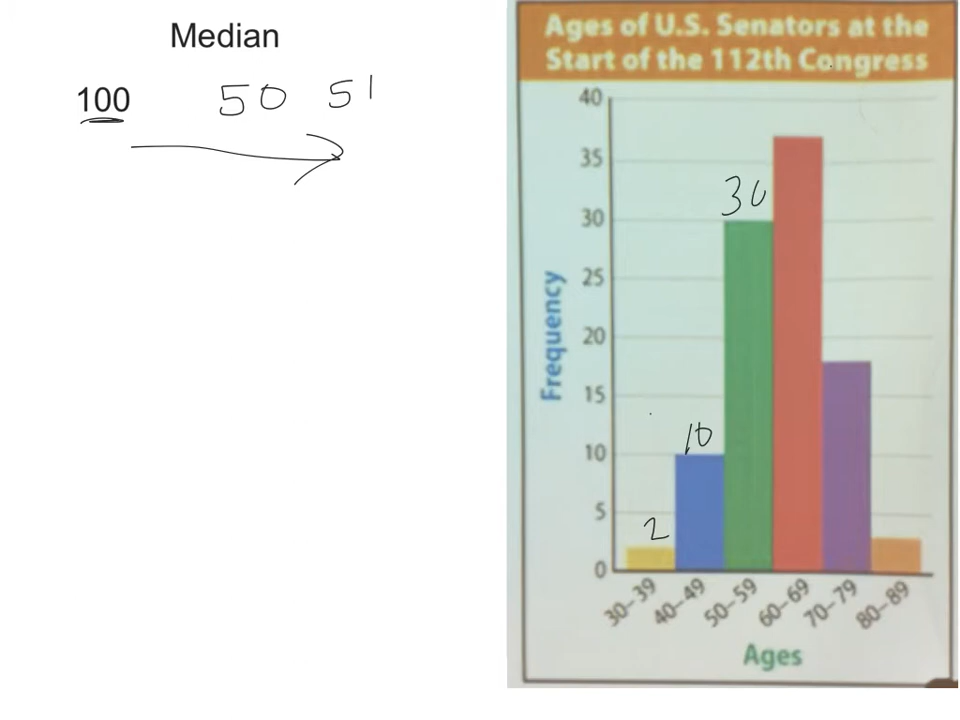 Median
100 50 51
Ages of U.S. Senators at the
Start of the 112th Congress
40
35
30
30
25
20
15
10
10
5
2
0
Frequency
30–39 40–49 50–59 60–69 70–79 80–89
Ages